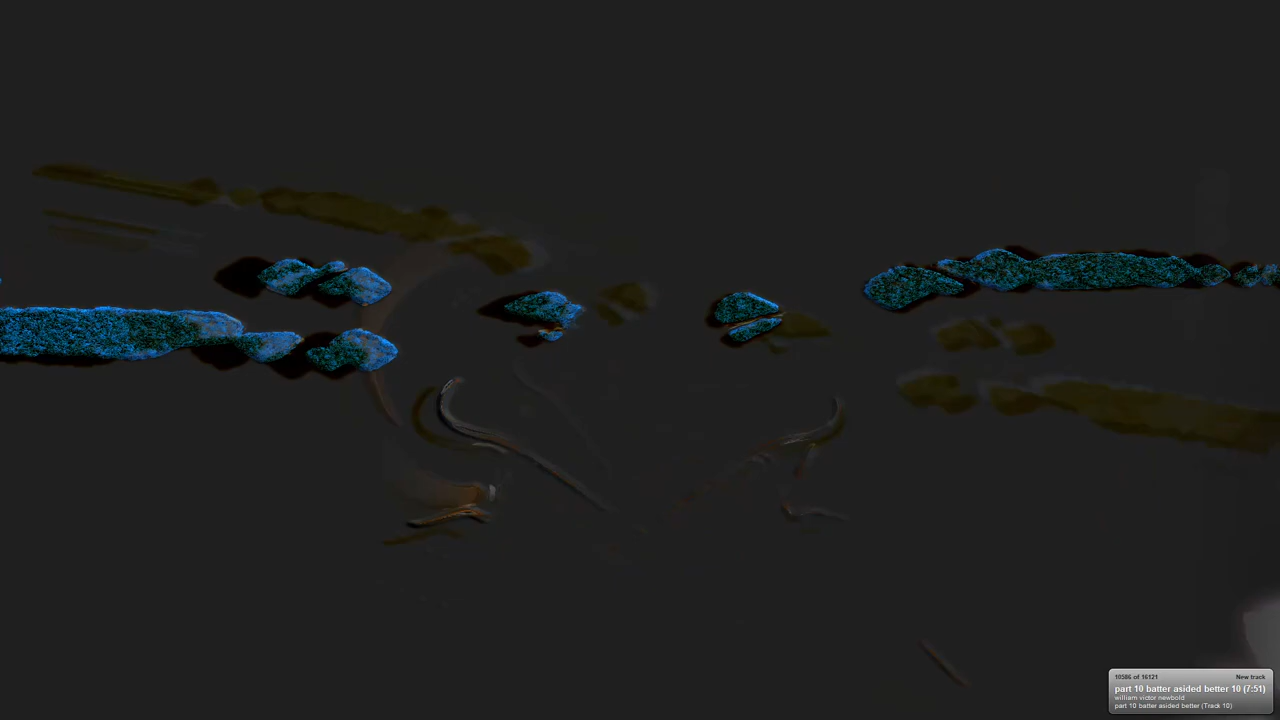 10586 of 16121 New track
part 10 batter asided better 10 (7:51)
william victor newbold
part 10 batter asided better (Track 10)